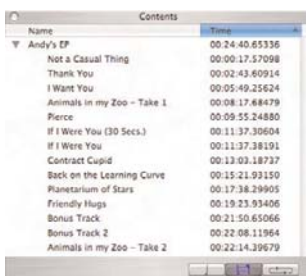 Contents
Name Time
Andy's EP 00:24:40.65336
Not a Casual Thing 00:00:17.57098
Thank You 00:02:43.60914
I Want You 00:05:49.25624
Animals in my Zoo - Take 1 00:08:17.68479
Pierce 00:09:55.24880
If I Were You (30 Secs.) 00:11:37.30604
If I Were You 00:11:37.38191
Contract Cupid 00:13:03.18737
Back on the Learning Curve 00:15:21.93150
Planetarium of Stars 00:17:38.29905
Friendly Hugs 00:19:23.93406
Bonus Track 00:21:50.65066
Bonus Track 2 00:22:08.11964
Animals in my Zoo - Take 2 00:22:14.39679